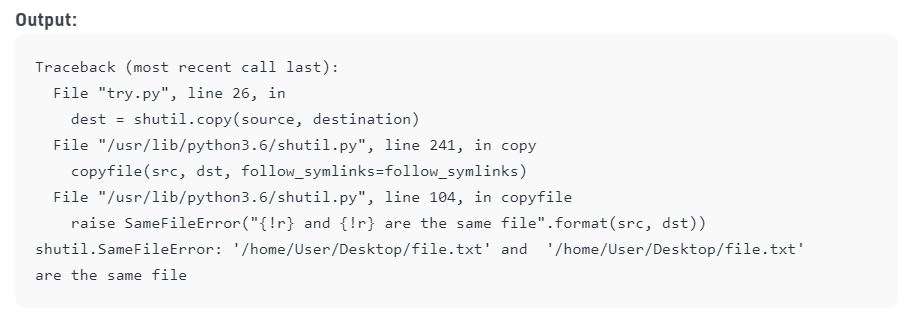 Output:
Traceback (most recent call last):
  File "try.py", line 26, in
    dest = shutil.copy(source, destination)
  File "/usr/lib/python3.6/shutil.py", line 241, in copy
    copyfile(src, dst, follow_symlinks=follow_symlinks)
  File "/usr/lib/python3.6/shutil.py", line 104, in copyfile
    raise SameFileError("{!r} and {!r} are the same file".format(src, dst))
shutil.SameFileError: '/home/User/Desktop/file.txt' and  '/home/User/Desktop/file.txt'
are the same file